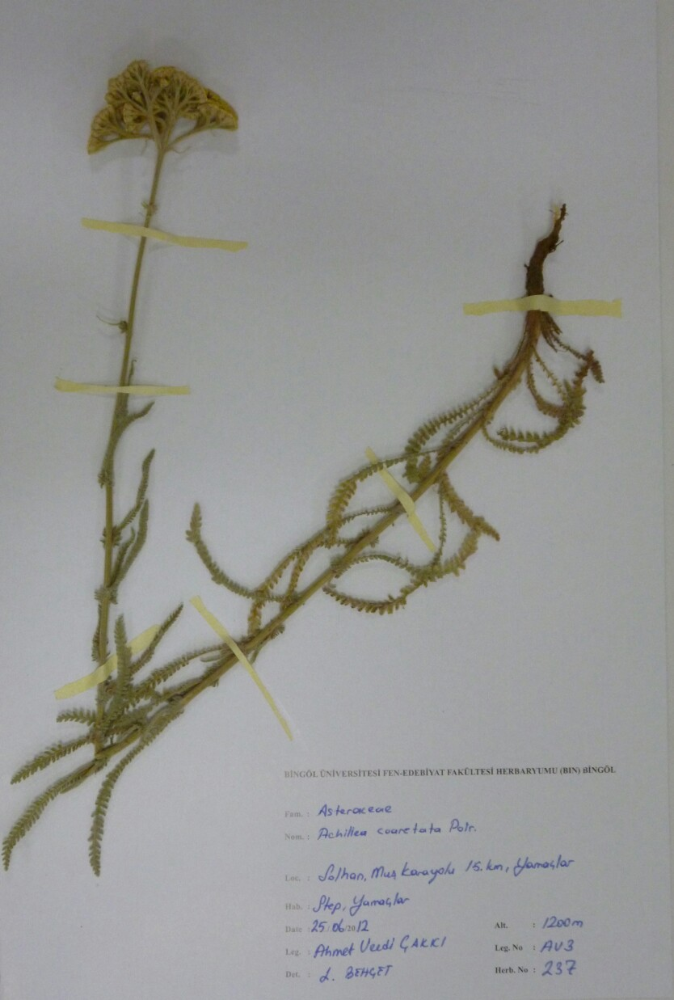 BİNGÖL ÜNİVERSİTESİ FEN-EDEBİYAT FAKÜLTESİ HERBARYUMU (BIN) BİNGÖL
Fam. : Asteraceae
Nom. : Achillea coarctata Poir.
Loc. : Solhan, Muş Karayolu 15. km, Yamaçlar
Hab. : Step, Yamaçlar
Date : 25/06/2012 Alt. : 1200m
Leg. : Ahmet Verdi ÇAKKI Leg. No : AV3
Det. : L. BEHÇET Herb. No : 237